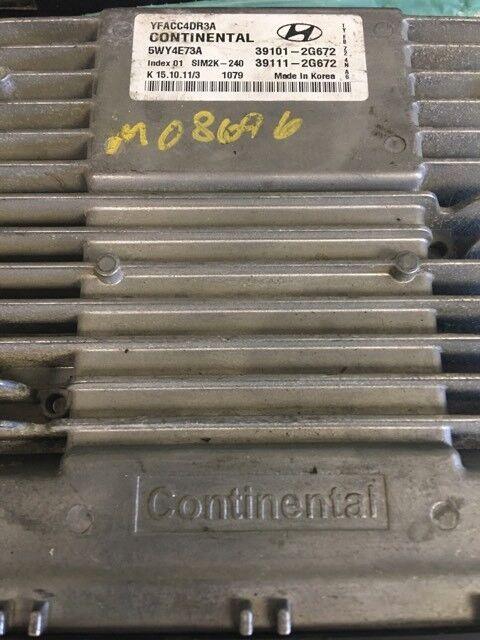 YFACC4DR3A
CONTINENTAL HYUNDAI
5WY4E73A 39101-2G672
Index 01 SIM2K-240 39111-2G672
K 15.10.11/3 1079 Made In Korea
M08696
Continental